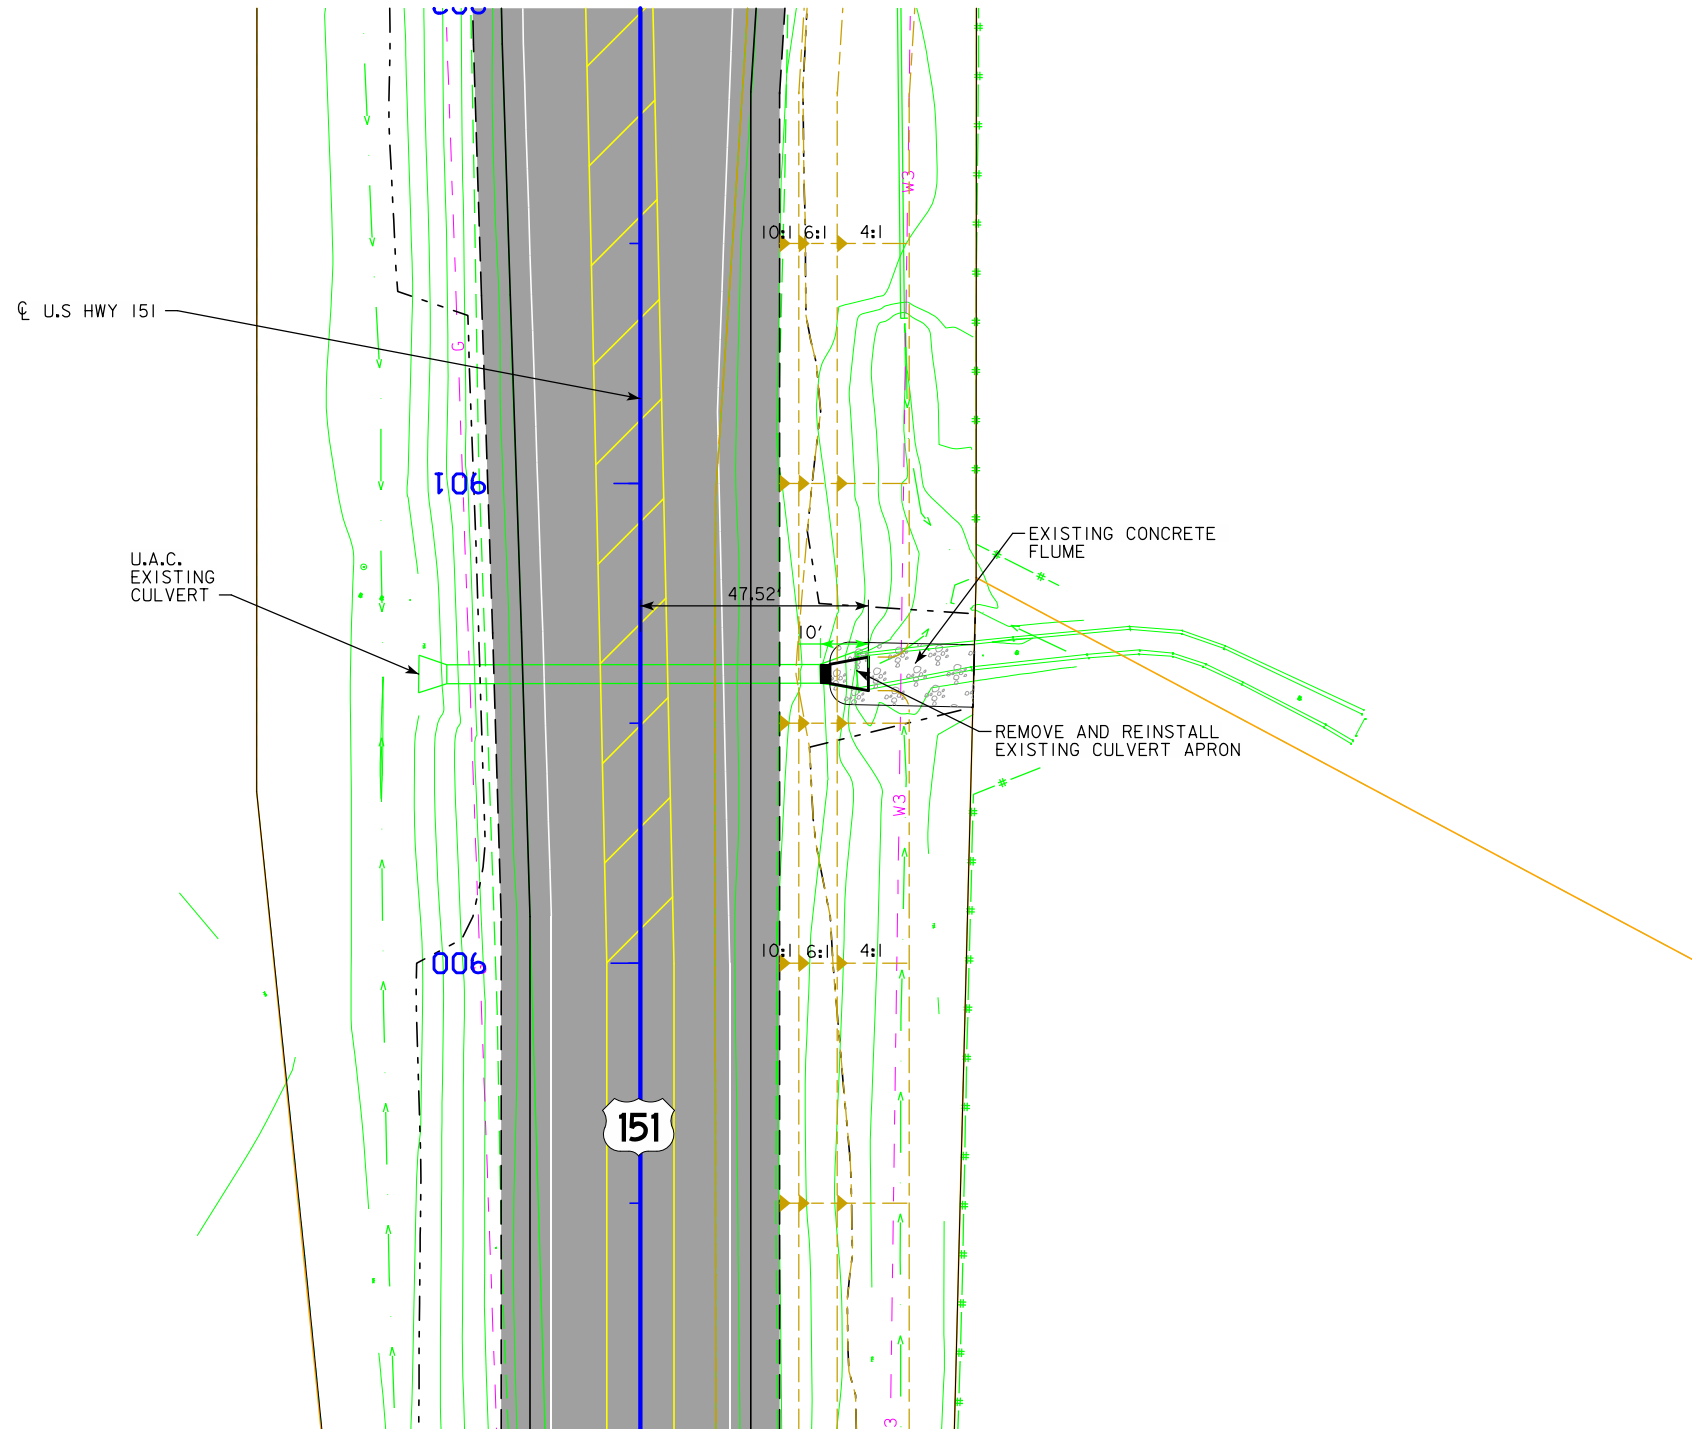 W3
10:1 6:1 4:1
℄ U.S HWY 151
G
901
EXISTING CONCRETE
FLUME
U.A.C.
EXISTING
CULVERT
47.52'
10'
REMOVE AND REINSTALL
EXISTING CULVERT APRON
W3
10:1 6:1 4:1
900
151
3